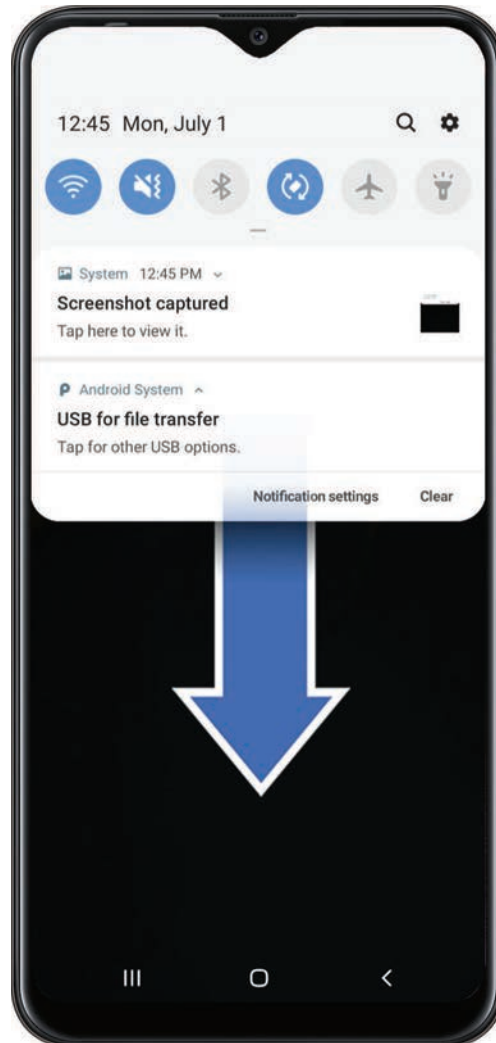 12:45 Mon, July 1
System 12:45 PM
Screenshot captured
Tap here to view it.
Android System
USB for file transfer
Tap for other USB options.
Notification settings Clear